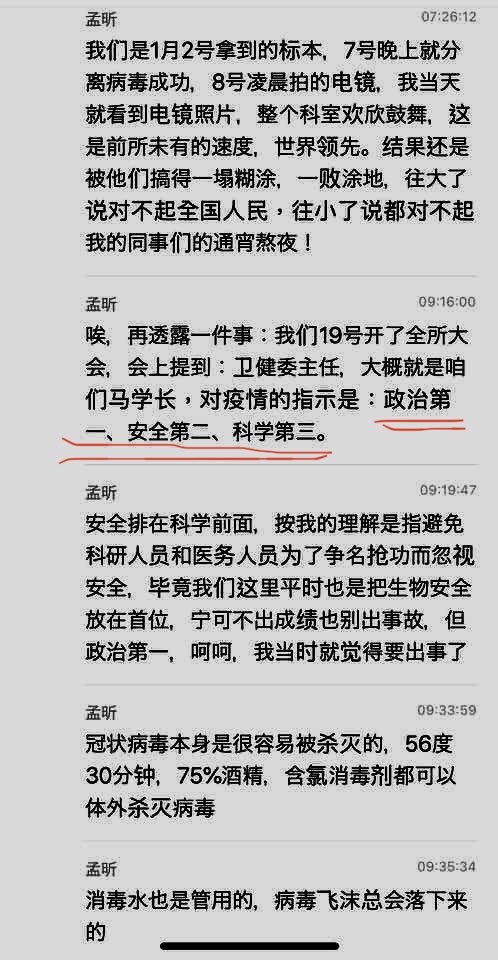 孟昕 07:26:12
我们是1月2号拿到的标本，7号晚上就分
离病毒成功，8号凌晨拍的电镜，我当天
就看到电镜照片，整个科室欢欣鼓舞，这
是前所未有的速度，世界领先。结果还是
被他们搞得一塌糊涂，一败涂地，往大了
说对不起全国人民，往小了说都对不起
我的同事们的通宵熬夜！
孟昕 09:16:00
唉，再透露一件事：我们19号开了全所大
会，会上提到：卫健委主任，大概就是咱
们马学长，对疫情的指示是：政治第
一、安全第二、科学第三。
孟昕 09:19:47
安全排在科学前面，按我的理解是指避免
科研人员和医务人员为了争名抢功而忽视
安全，毕竟我们这里平时也是把生物安全
放在首位，宁可不出成绩也别出事故，但
政治第一，呵呵，我当时就觉得要出事了
孟昕 09:33:59
冠状病毒本身是很容易被杀灭的，56度
30分钟，75%酒精，含氯消毒剂都可以
体外杀灭病毒
孟昕 09:35:34
消毒水也是管用的，病毒飞沫总会落下来
的